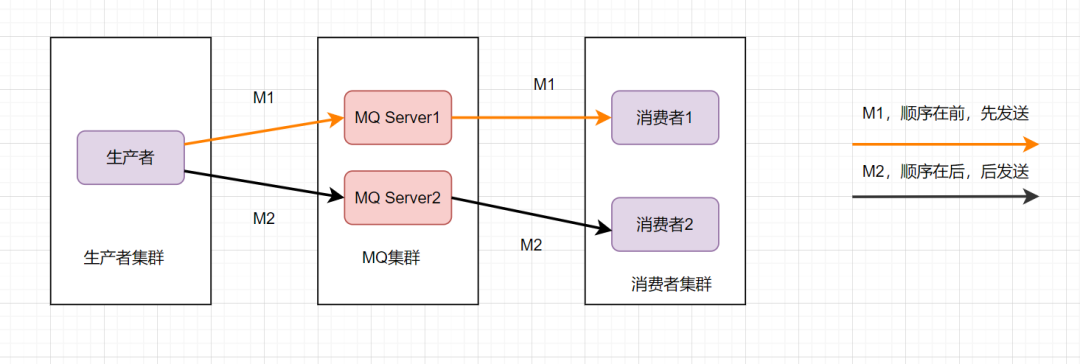 M1
M1
MQ Server1
消费者1
M1，顺序在前，先发送
生产者
M2，顺序在后，后发送
MQ Server2
M2
消费者2
M2
生产者集群
MQ集群
消费者集群